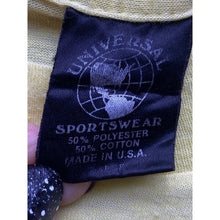 UNIVERSAL
SPORTSWEAR
50% POLYESTER
50% COTTON
MADE IN U.S.A.